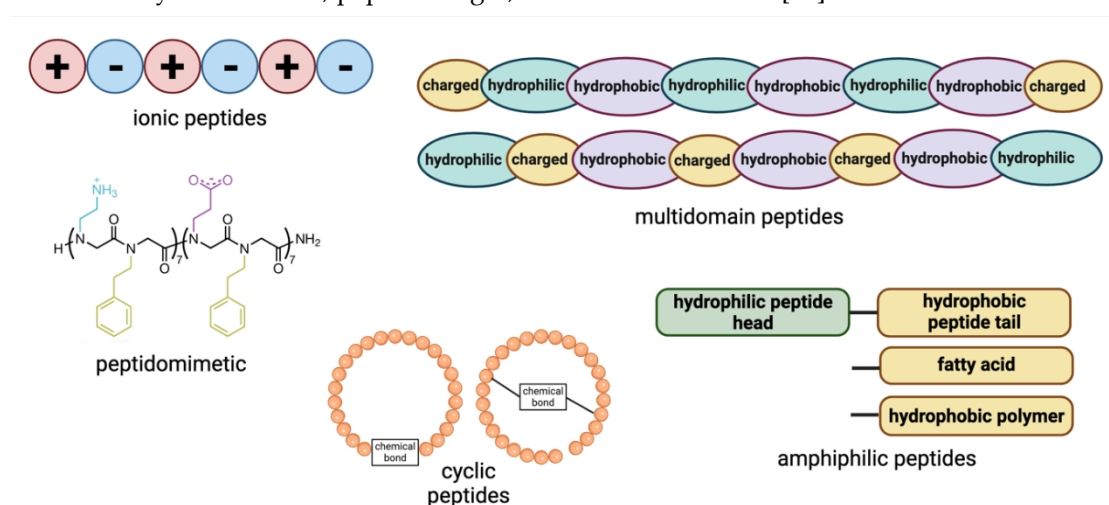 + - + - + -
ionic peptides
charged hydrophilic hydrophobic hydrophilic hydrophobic hydrophilic hydrophobic charged
hydrophilic charged hydrophobic charged hydrophobic charged hydrophobic hydrophilic
multidomain peptides
+
NH3
O O
H N O N O 7 N O N O 7 NH2
peptidomimetic
chemical
bond
chemical
bond
cyclic
peptides
hydrophilic peptide
head
hydrophobic
peptide tail
fatty acid
hydrophobic polymer
amphiphilic peptides